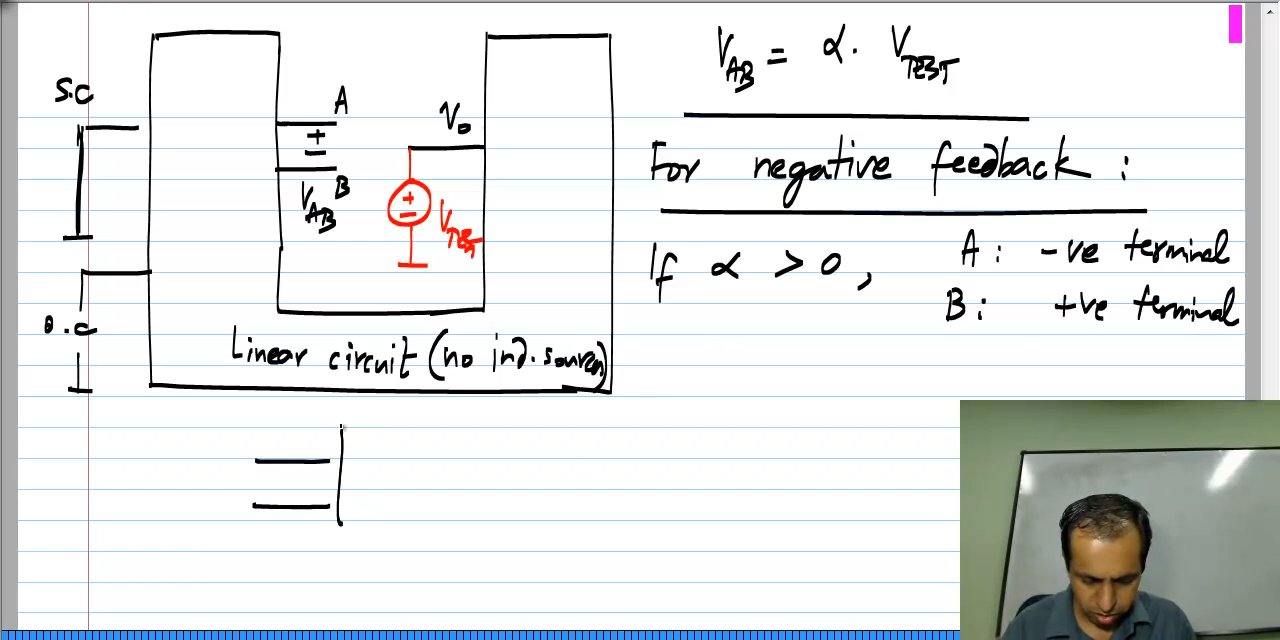 S.C
A
+
−
B
V_AB
V_o
+
−
V_TEST
o.c
Linear circuit (no ind. sources)
V_AB = α. V_TEST
For negative feedback :
If α > 0, A: -ve terminal
B: +ve terminal